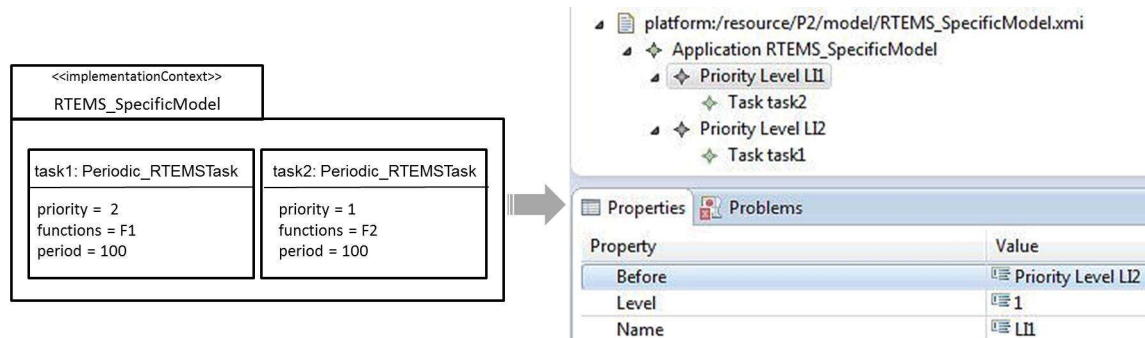 <<implementationContext>>
RTEMS_SpecificModel
task1: Periodic_RTEMSTask
priority = 2
functions = F1
period = 100
task2: Periodic_RTEMSTask
priority = 1
functions = F2
period = 100
platform:/resource/P2/model/RTEMS_SpecificModel.xmi
Application RTEMS_SpecificModel
Priority Level LI1
Task task2
Priority Level LI2
Task task1
Properties Problems
Property Value
Before Priority Level LI2
Level 1
Name LI1